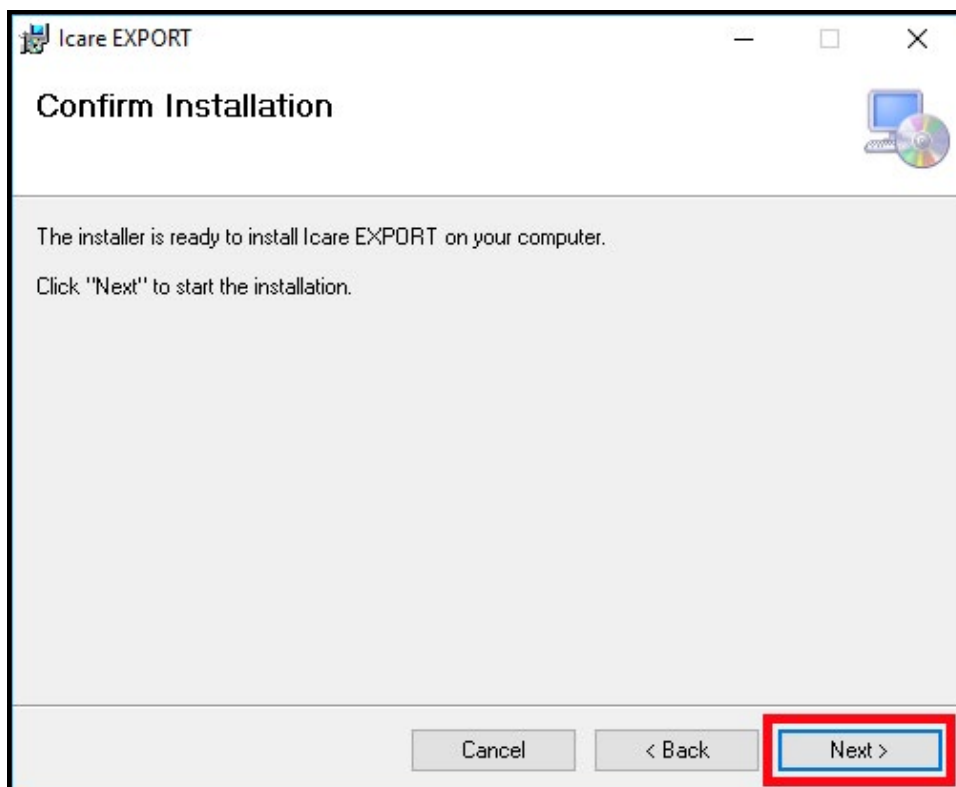 Icare EXPORT
Confirm Installation
The installer is ready to install Icare EXPORT on your computer.
Click "Next" to start the installation.
Cancel
< Back
Next >